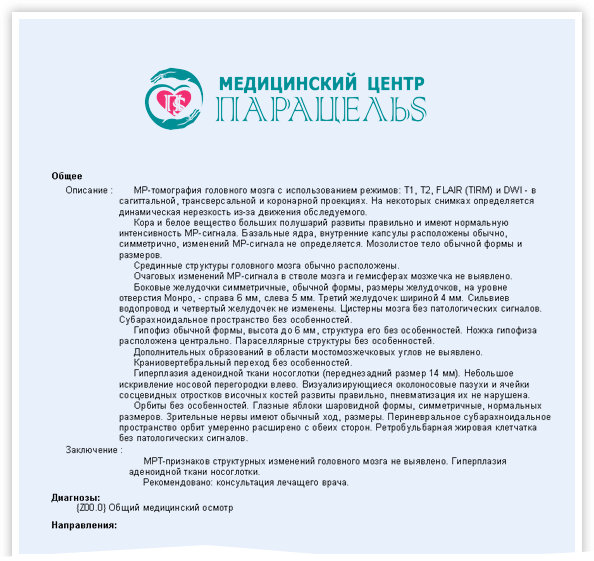 МЕДИЦИНСКИЙ ЦЕНТР
ПАРАЦЕЛЬS
PS
Общее
Описание : МР-томография головного мозга с использованием режимов: Т1, Т2, FLAIR (TIRM) и DWI - в
сагиттальной, трансверсальной и коронарной проекциях. На некоторых снимках определяется
динамическая нерезкость из-за движения обследуемого.
Кора и белое вещество больших полушарий развиты правильно и имеют нормальную
интенсивность МР-сигнала. Базальные ядра, внутренние капсулы расположены обычно,
симметрично, изменений МР-сигнала не определяется. Мозолистое тело обычной формы и
размеров.
Срединные структуры головного мозга обычно расположены.
Очаговых изменений МР-сигнала в стволе мозга и гемисферах мозжечка не выявлено.
Боковые желудочки симметричные, обычной формы, размеры желудочков, на уровне
отверстия Монро, - справа 6 мм, слева 5 мм. Третий желудочек шириной 4 мм. Сильвиев
водопровод и четвертый желудочек не изменены. Цистерны мозга без патологических сигналов.
Субарахноидальное пространство без особенностей.
Гипофиз обычной формы, высота до 6 мм, структура его без особенностей. Ножка гипофиза
расположена центрально. Параселлярные структуры без особенностей.
Дополнительных образований в области мостомозжечковых углов не выявлено.
Краниовертебральный переход без особенностей.
Гиперплазия аденоидной ткани носоглотки (переднезадний размер 14 мм). Небольшое
искривление носовой перегородки влево. Визуализирующиеся околоносовые пазухи и ячейки
сосцевидных отростков височных костей развиты правильно, пневматизация их не нарушена.
Орбиты без особенностей. Глазные яблоки шаровидной формы, симметричные, нормальных
размеров. Зрительные нервы имеют обычный ход, размеры. Периневральное субарахноидальное
пространство орбит умеренно расширено с обеих сторон. Ретробульбарная жировая клетчатка
без патологических сигналов.
Заключение :
МРТ-признаков структурных изменений головного мозга не выявлено. Гиперплазия
аденоидной ткани носоглотки.
Рекомендовано: консультация лечащего врача.
Диагнозы:
{Z00.0} Общий медицинский осмотр
Направления: